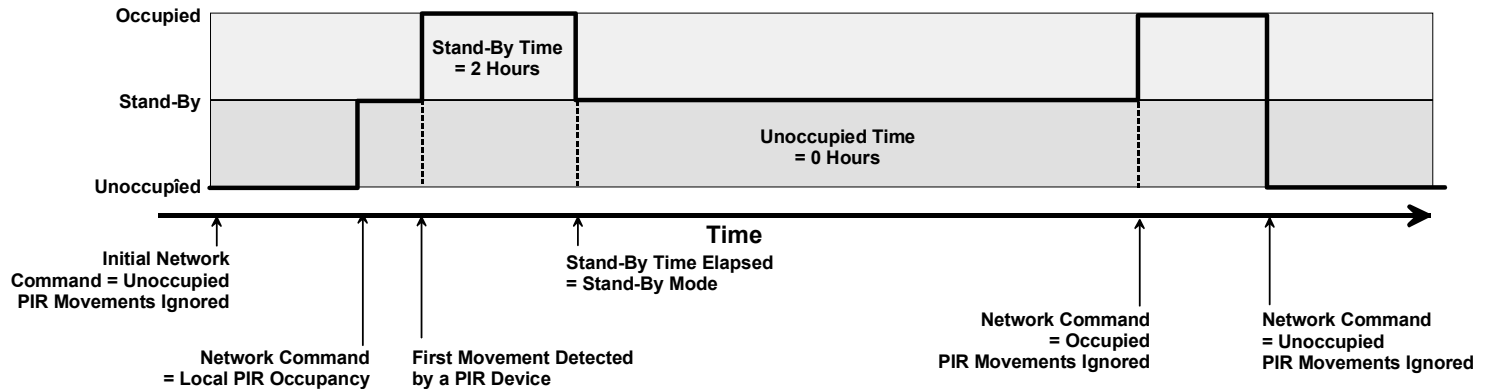 Occupied
Stand-By Time
= 2 Hours
Stand-By
Unoccupied Time
= 0 Hours
Unoccupîed
Time
Initial Network
Command = Unoccupied
PIR Movements Ignored
Stand-By Time Elapsed
= Stand-By Mode
Network Command
= Local PIR Occupancy
First Movement Detected
by a PIR Device
Network Command
= Occupied
PIR Movements Ignored
Network Command
= Unoccupied
PIR Movements Ignored